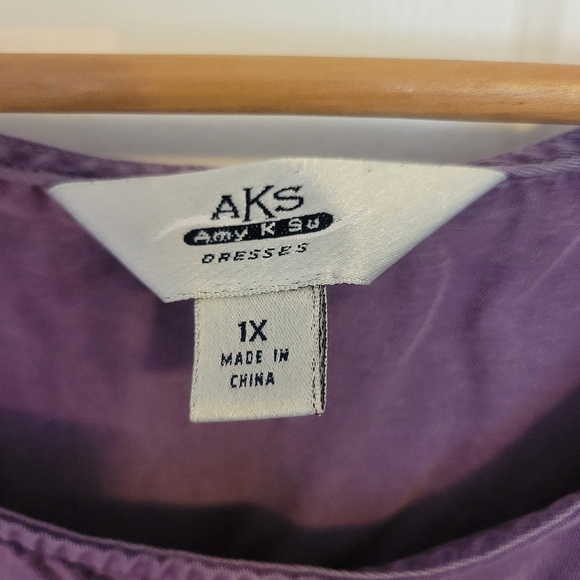 AKS
Amy K Su
DRESSES
1X
MADE IN
CHINA